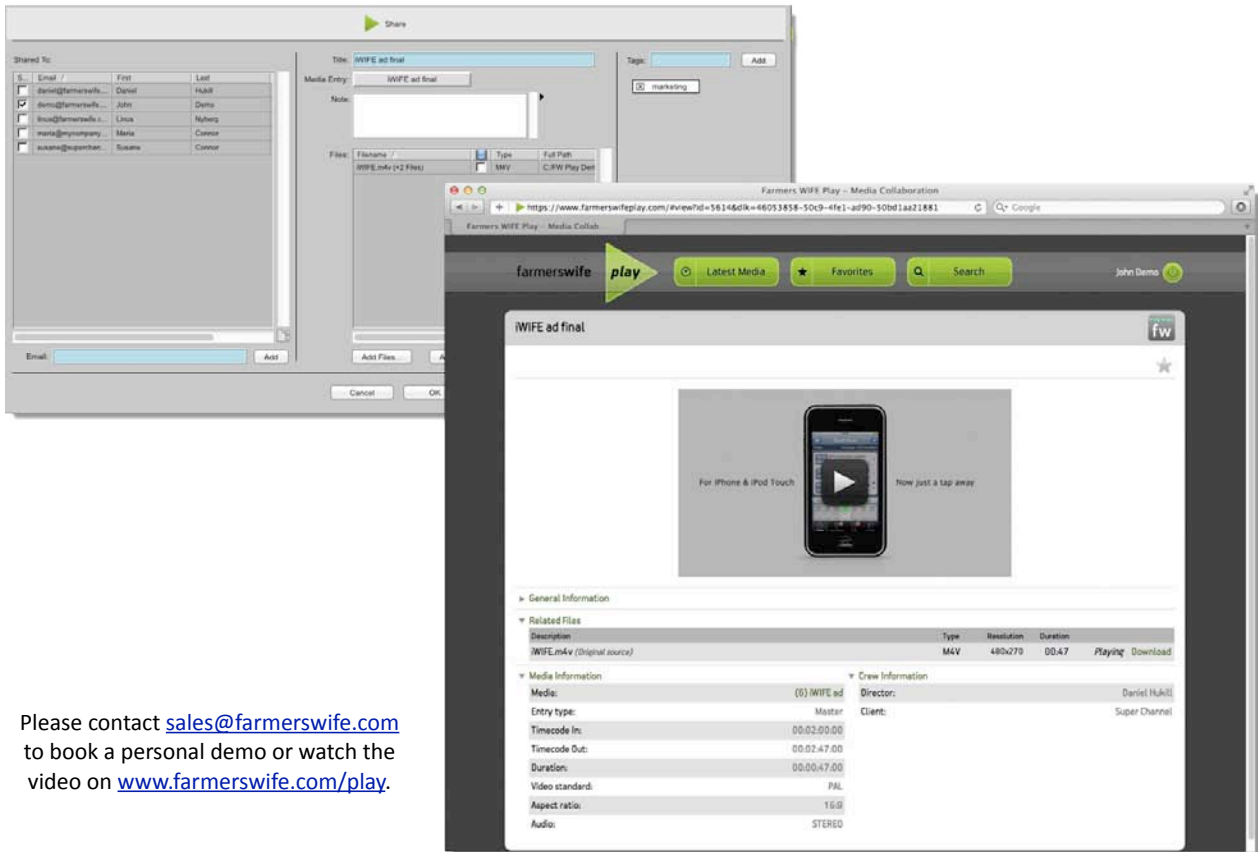 Share
Shared To:
S... Email / First Last
daniel@farmerswife... Daniel Hukill
demo@farmerswife... John Demo
linus@farmerswife.c... Linus Nyberg
maria@mycompany... Maria Connor
susane@superchan... Susane Connor
Email: Add
Title: iWIFE ad final
Media Entry: iWIFE ad final
Note:
Files: Filename / Type Full Path
iWIFE.m4v (+2 Files) M4V C:/FW Play Dem
Add Files...
Cancel OK
Tags: Add
marketing
Farmers WIFE Play – Media Collaboration
https://www.farmerswifeplay.com/#view?id=5614&dlk=46053858-50c9-4fe1-ad90-50bd1aa21881 Google
Farmers WIFE Play – Media Collab...
farmerswife play Latest Media Favorites Search John Demo
iWIFE ad final
fw
For iPhone & iPod Touch Now just a tap away
General Information
Related Files
Description Type Resolution Duration
iWIFE.m4v (Original source) M4V 480x270 00:47 Playing Download
Media Information
Media: (6) iWIFE ad
Entry type: Master
Timecode In: 00:02:00:00
Timecode Out: 00:02:47:00
Duration: 00:00:47:00
Video standard: PAL
Aspect ratio: 16:9
Audio: STEREO
Crew Information
Director: Daniel Hukill
Client: Super Channel
Please contact sales@farmerswife.com
to book a personal demo or watch the
video on www.farmerswife.com/play.